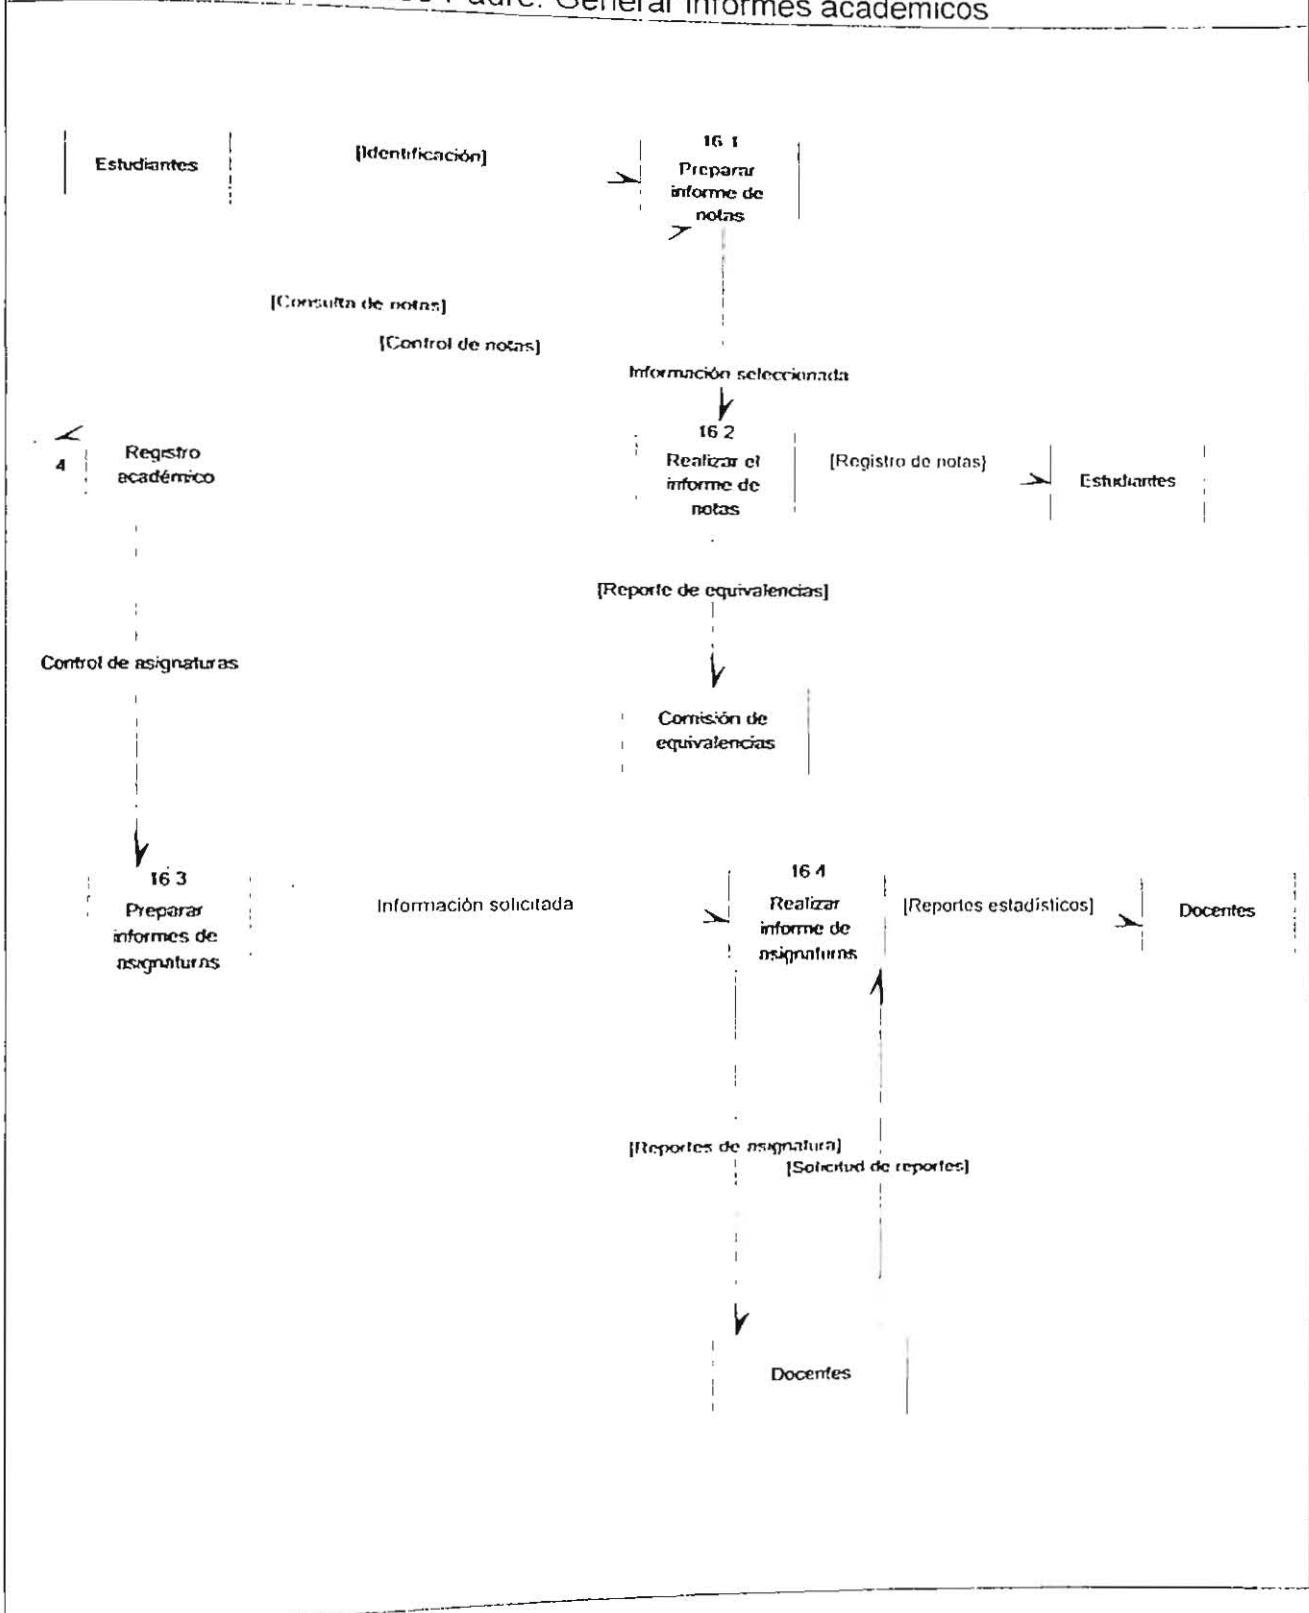 Padre: General Informes académicos
Estudiantes
[Identificación]
16 1
Preparar
informe de
notas
[Consulta de notas]
[Control de notas]
Información seleccionada
4
Registro
académico
16 2
Realizar el
informe de
notas
[Registro de notas}
Estudiantes
[Reporte de equivalencias]
Control de asignaturas
Comisión de
equivalencias
16 3
Preparar
informes de
asignaturas
Información solicitada
16 4
Realizar
informe de
asignaturas
[Reportes estadísticos]
Docentes
[Reportes de asignatura]
[Solicitud de reportes]
Docentes